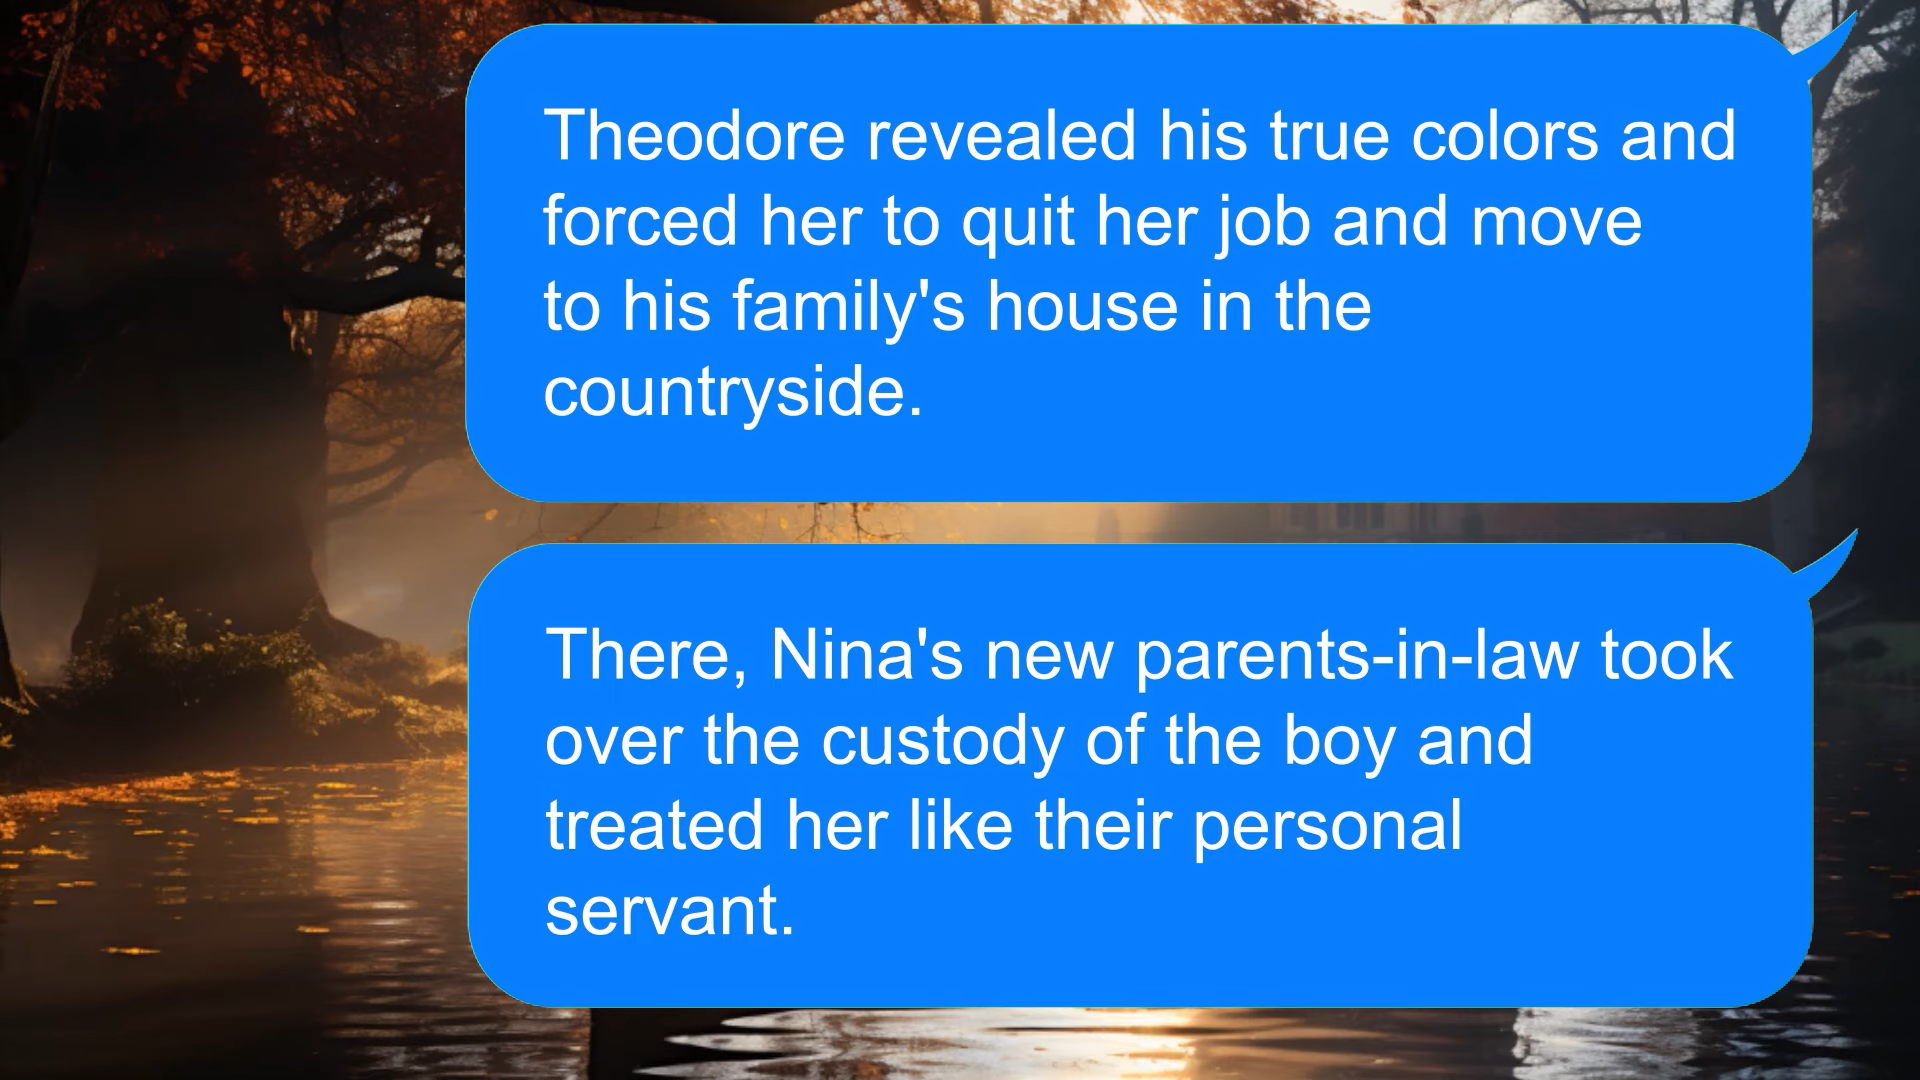 Theodore revealed his true colors and
forced her to quit her job and move
to his family's house in the
countryside.
There, Nina's new parents-in-law took
over the custody of the boy and
treated her like their personal
servant.